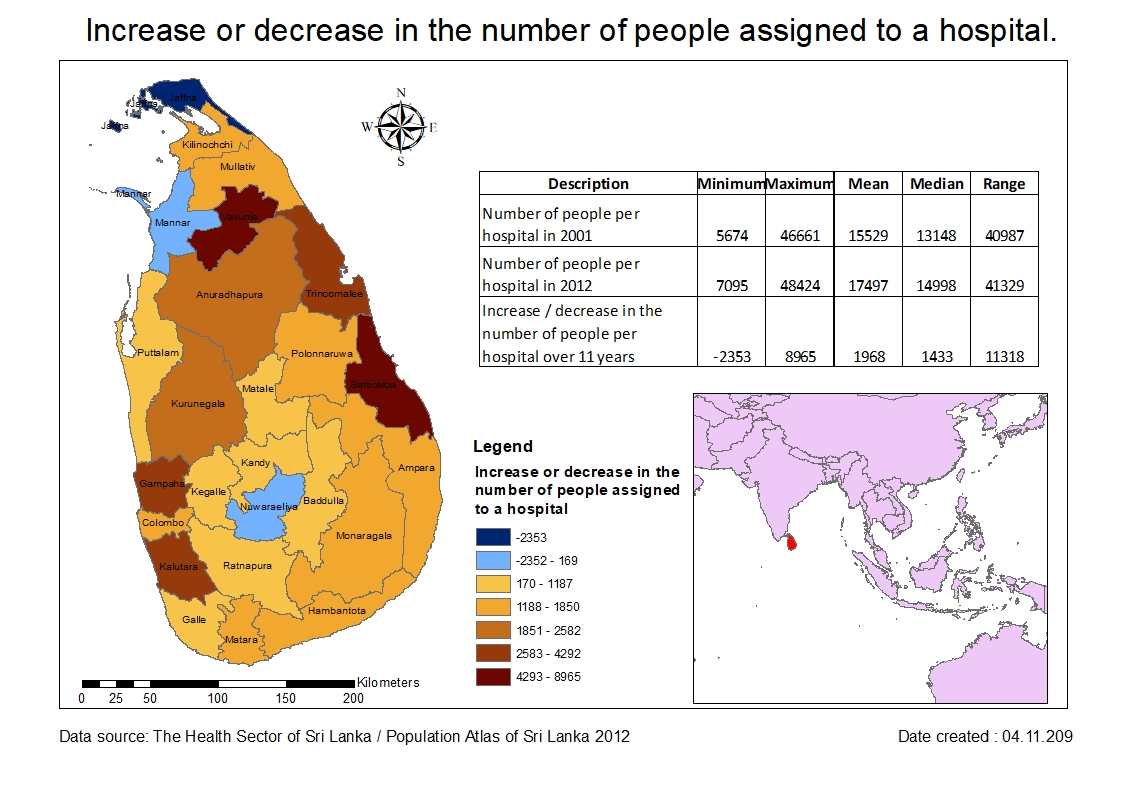 Increase or decrease in the number of people assigned to a hospital.
N
W E
S
Jaffna
Jaffna
Jaffna
Kilinochchi
Mullativ
Mannar
Mannar
Vavunia
Anuradhapura
Trincomalee
Puttalam
Polonnaruwa
Batticaloa
Matale
Kurunegala
Kandy
Ampara
Gampaha
Kegalle
Nuwaraeliya
Baddulla
Colombo
Monaragala
Kalutara
Ratnapura
Hambantota
Galle
Matara
Kilometers
0 25 50 100 150 200
Description Minimum Maximum Mean Median Range
Number of people per
hospital in 2001 5674 46661 15529 13148 40987
Number of people per
hospital in 2012 7095 48424 17497 14998 41329
Increase / decrease in the
number of people per
hospital over 11 years -2353 8965 1968 1433 11318
Legend
Increase or decrease in the
number of people assigned
to a hospital
-2353
-2352 - 169
170 - 1187
1188 - 1850
1851 - 2582
2583 - 4292
4293 - 8965
Data source: The Health Sector of Sri Lanka / Population Atlas of Sri Lanka 2012
Date created : 04.11.209